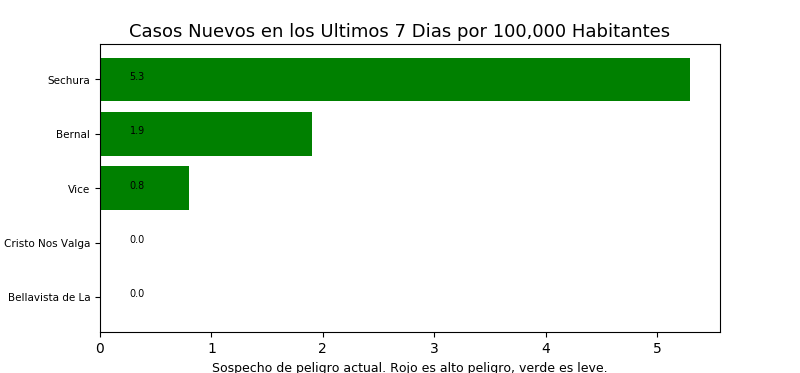 Casos Nuevos en los Ultimos 7 Dias por 100,000 Habitantes
Sechura 5.3
Bernal 1.9
Vice 0.8
Cristo Nos Valga 0.0
Bellavista de La 0.0
0 1 2 3 4 5
Sospecho de peligro actual. Rojo es alto peligro, verde es leve.